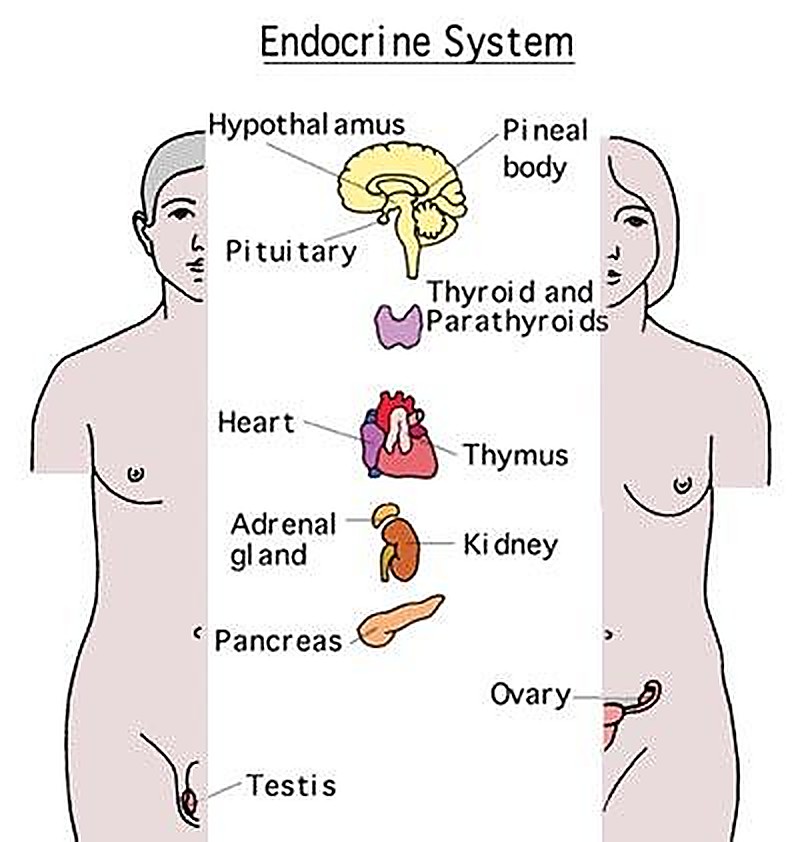 Endocrine System
Hypothalamus
Pineal
body
Pituitary
Thyroid and
Parathyroids
Heart
Thymus
Adrenal
gland
Kidney
Pancreas
Ovary
Testis